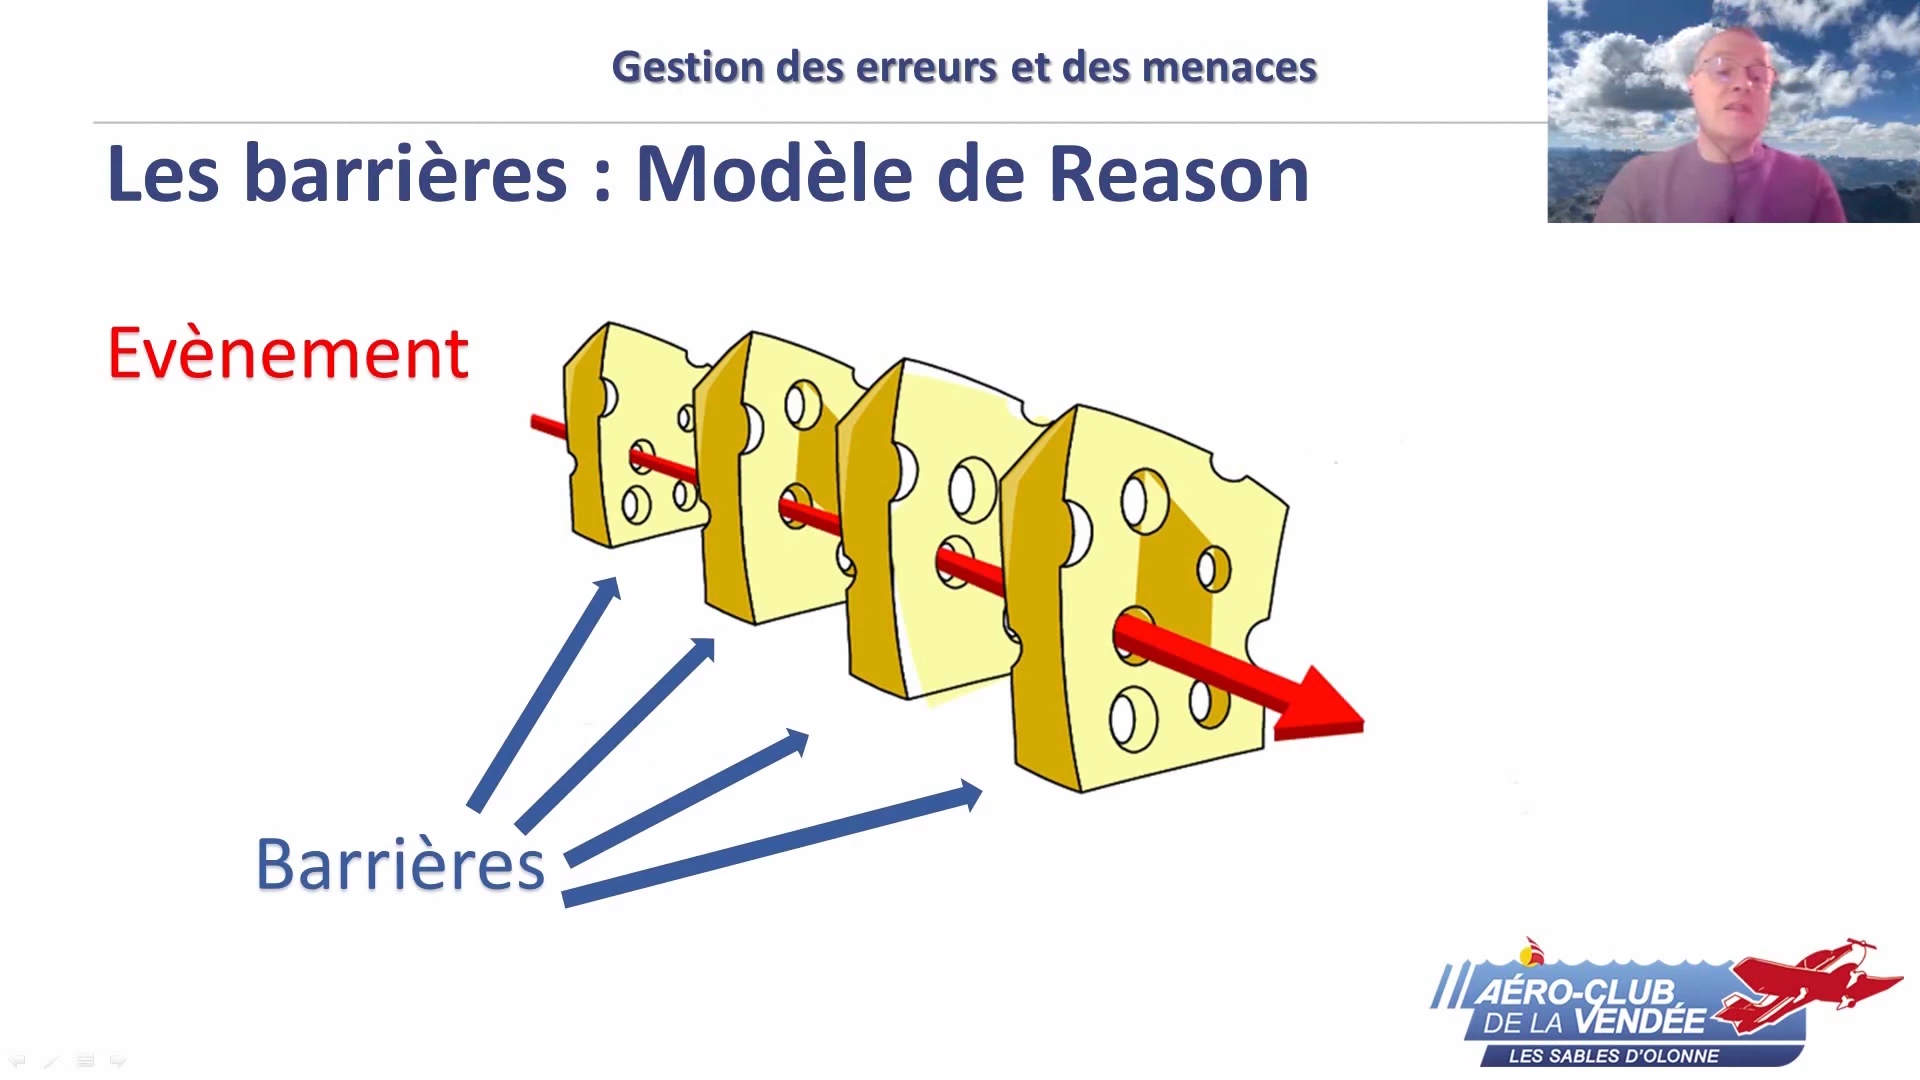 Gestion des erreurs et des menaces
Les barrières : Modèle de Reason
Evènement
Barrières
AÉRO-CLUB
DE LA VENDÉE
LES SABLES D'OLONNE